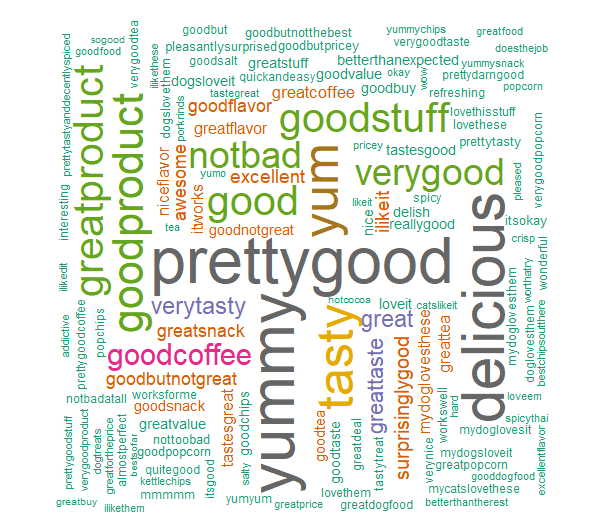 goodbut
goodbutnotthebest
yummychips
greatfood
sogood
pleasantlysurprised
goodbutpricey
verygoodtaste
doesthejob
goodfood
goodsalt
greatstuff
betterthanexpected
yummysnack
dogsloveit
quickandeasy
goodvalue
okay
wow
prettydarngood
popcorn
tastegreat
greatcoffee
goodbuy
refreshing
goodflavor
goodstuff
lovethisstuff
lovethese
greatflavor
pricey
tastesgood
prettytasty
notbad
yumo
excellent
verygood
likeit
spicy
good
delish
reallygood
itsokay
tea
goodnotgreat
crisp
prettygood
verytasty
hotcocoa
loveit
catslikeit
greatsnack
great
goodcoffee
goodbutnotgreat
notbadatall
worksforme
goodsnack
greatvalue
nottoobad
goodpopcorn
quitegood
kettlechips
mmmmm
yumyum
greatbuy
ilikethem
lovethem
greatprice
greatdogfood
loveem
spicythai
mydoglovesit
mydogsloveit
greatpopcorn
gooddogfood
mycatslovethese
betterthantherest
prettytastyanddecentlyspiced
verygoodtea
ilikethese
dogslovethem
porkrinds
greatproduct
goodproduct
niceflavor
awesome
itworks
interesting
ilikedit
addictive
prettygoodcoffee
popchips
yum
nice
ilikeit
pleased
verygoodpopcorn
wonderful
worthatry
doglovesthem
mydoglovesthem
bestchipsoutthere
delicious
yummy
tasty
greattaste
surprisinglygood
mydoglovesthese
greattea
workswell
hard
verynice
tastytreat
greatdeal
goodtaste
goodtea
goodchips
salty
tastesgreat
itsgood
bestsofar
almostperfect
greatfortheprice
dogtreats
verygoodproduct
prettygoodstuff
excellentflavor